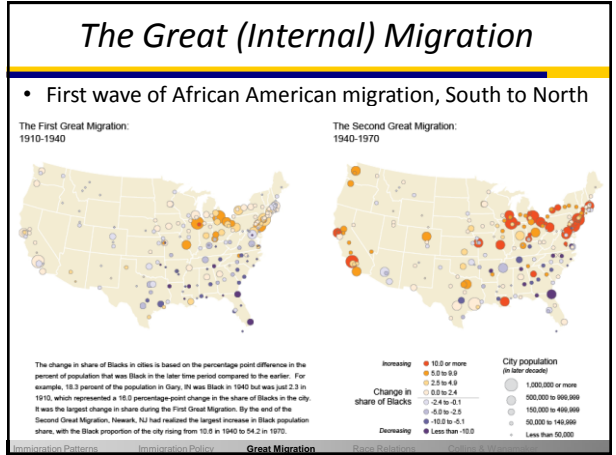 The Great (Internal) Migration
• First wave of African American migration, South to North
The First Great Migration:
1910-1940
The Second Great Migration:
1940-1970
The change in share of Blacks in cities is based on the percentage point difference in the
percent of population that was Black in the later time period compared to the earlier. For
example, 18.3 percent of the population in Gary, IN was Black in 1940 but was just 2.3 in
1910, which represented a 16.0 percentage-point change in the share of Blacks in the city.
It was the largest change in share during the First Great Migration. By the end of the
Second Great Migration, Newark, NJ had realized the largest increase in Black population
share, with the Black proportion of the city rising from 10.6 in 1940 to 54.2 in 1970.
Change in
share of Blacks
Increasing
10.0 or more
5.0 to 9.9
2.5 to 4.9
0.0 to 2.4
-2.4 to -0.1
-5.0 to -2.5
-10.0 to -5.1
Decreasing
Less than -10.0
City population
(in later decade)
1,000,000 or more
500,000 to 999,999
150,000 to 499,999
50,000 to 149,999
Less than 50,000
Immigration Patterns Immigration Policy Great Migration Race Relations Collins &